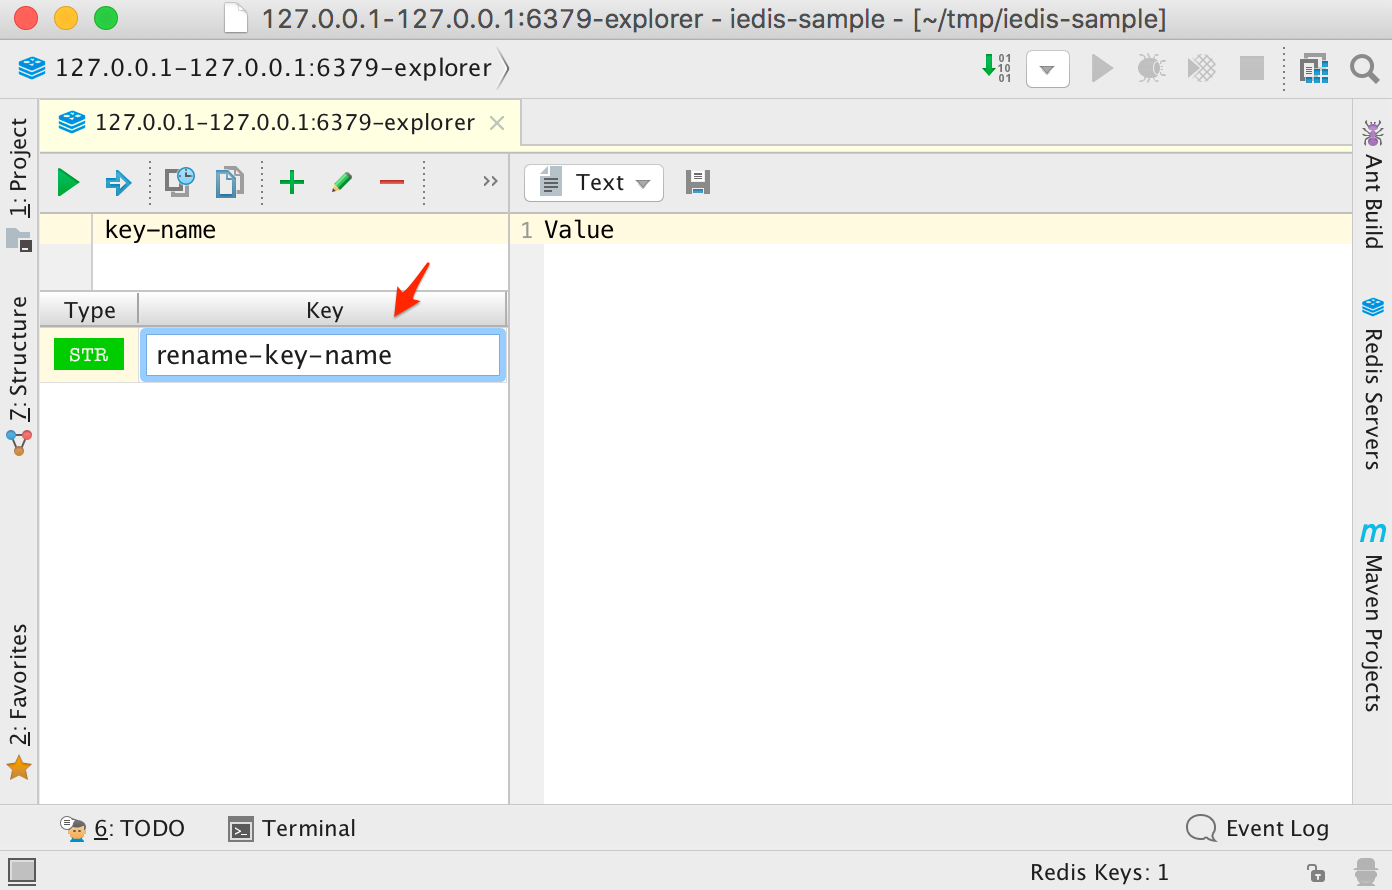 127.0.0.1-127.0.0.1:6379-explorer - iedis-sample - [~/tmp/iedis-sample]
127.0.0.1-127.0.0.1:6379-explorer
01
10
01
127.0.0.1-127.0.0.1:6379-explorer
Text
key-name
1 Value
Type Key
STR rename-key-name
1: Project
7: Structure
2: Favorites
Ant Build
Redis Servers
m
Maven Projects
6: TODO Terminal Event Log
Redis Keys: 1